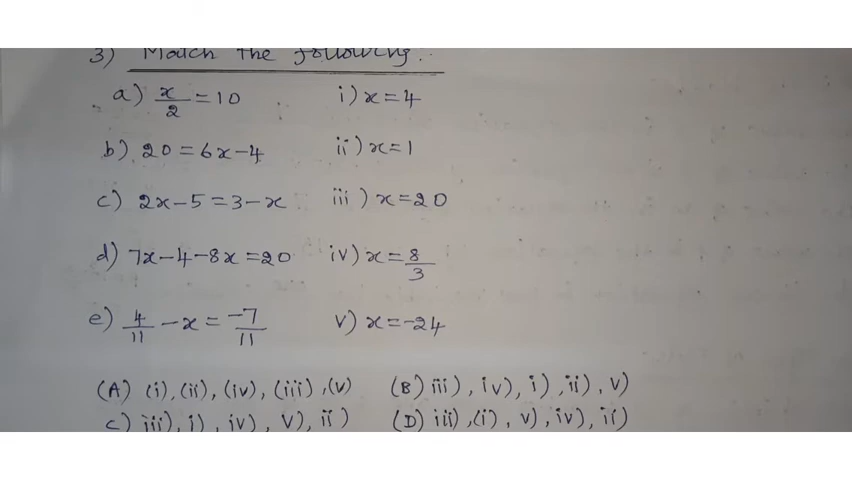 3) Match the following.
a) x/2 = 10 i) x = 4
b) 20 = 6x - 4 ii) x = 1
c) 2x - 5 = 3 - x iii) x = 20
d) 7x - 4 - 8x = 20 iv) x = 8/3
e) 4/11 - x = -7/11 v) x = -24
(A) (i), (ii), (iv), (iii), (v) (B) iii), iv), i), ii), v)
c) iii), i), iv), v), ii) (D) iii), (i), v), iv), ii)